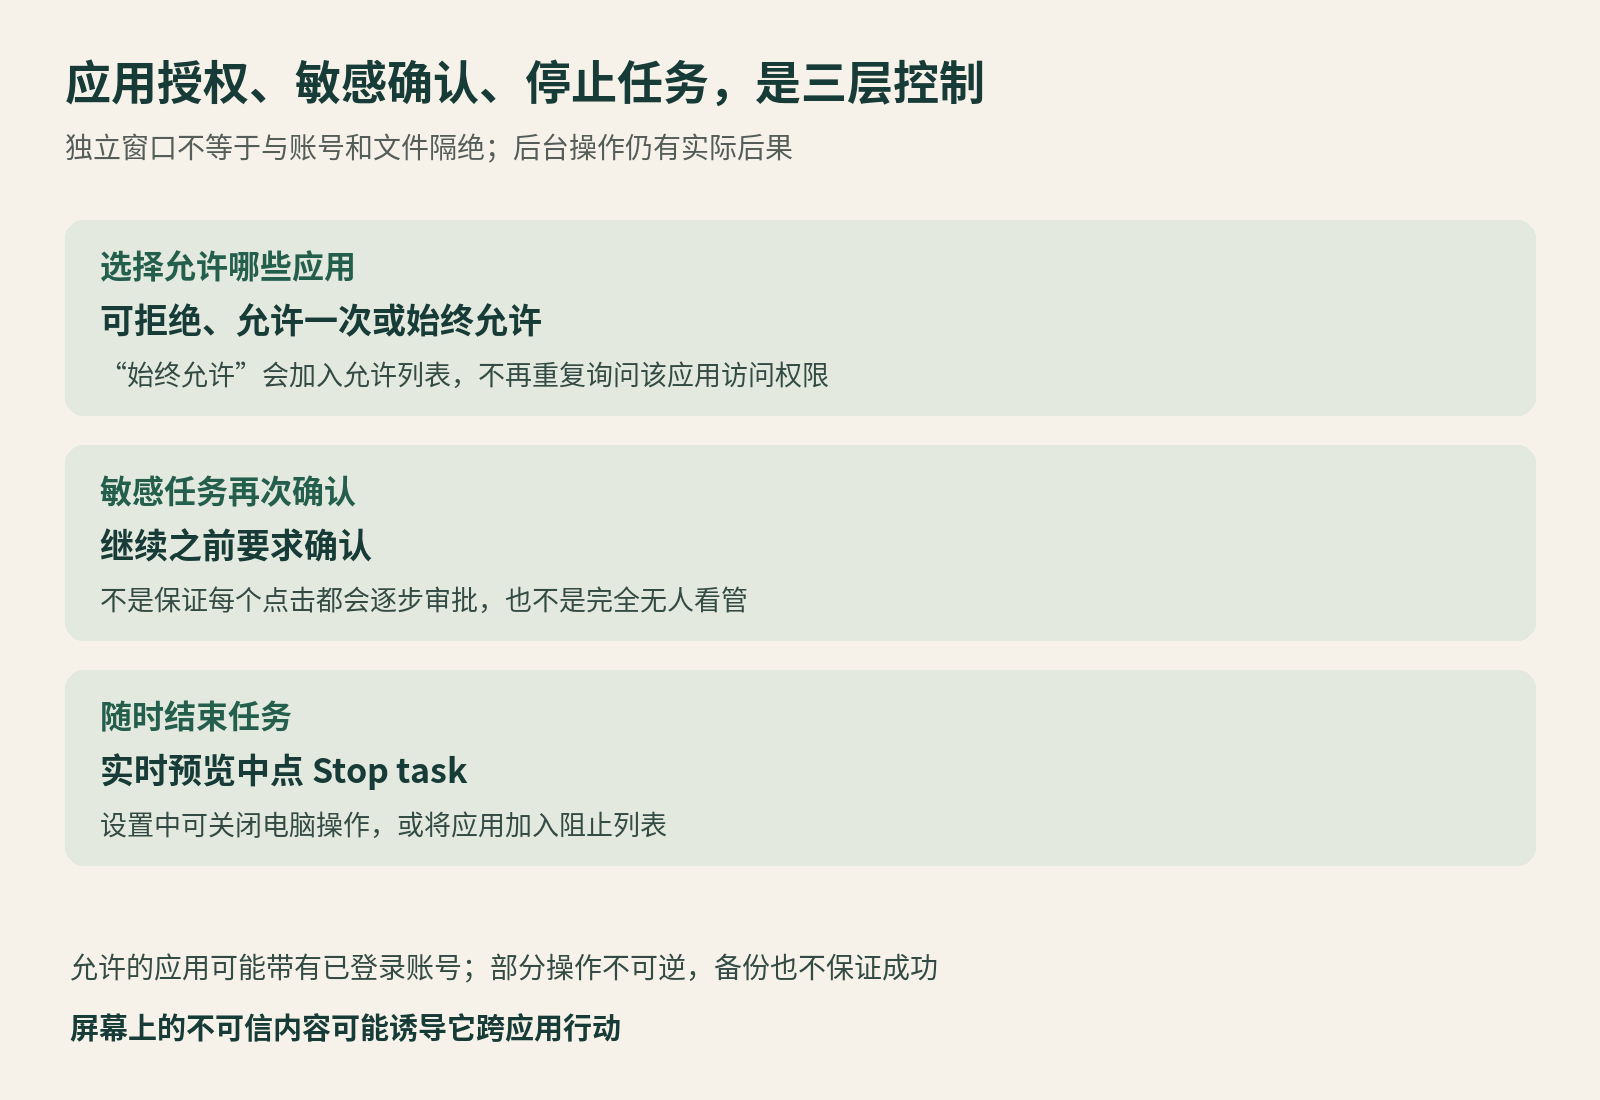 应用授权、敏感确认、停止任务，是三层控制
独立窗口不等于与账号和文件隔绝；后台操作仍有实际后果
选择允许哪些应用
可拒绝、允许一次或始终允许
“始终允许”会加入允许列表，不再重复询问该应用访问权限
敏感任务再次确认
继续之前要求确认
不是保证每个点击都会逐步审批，也不是完全无人看管
随时结束任务
实时预览中点 Stop task
设置中可关闭电脑操作，或将应用加入阻止列表
允许的应用可能带有已登录账号；部分操作不可逆，备份也不保证成功
屏幕上的不可信内容可能诱导它跨应用行动